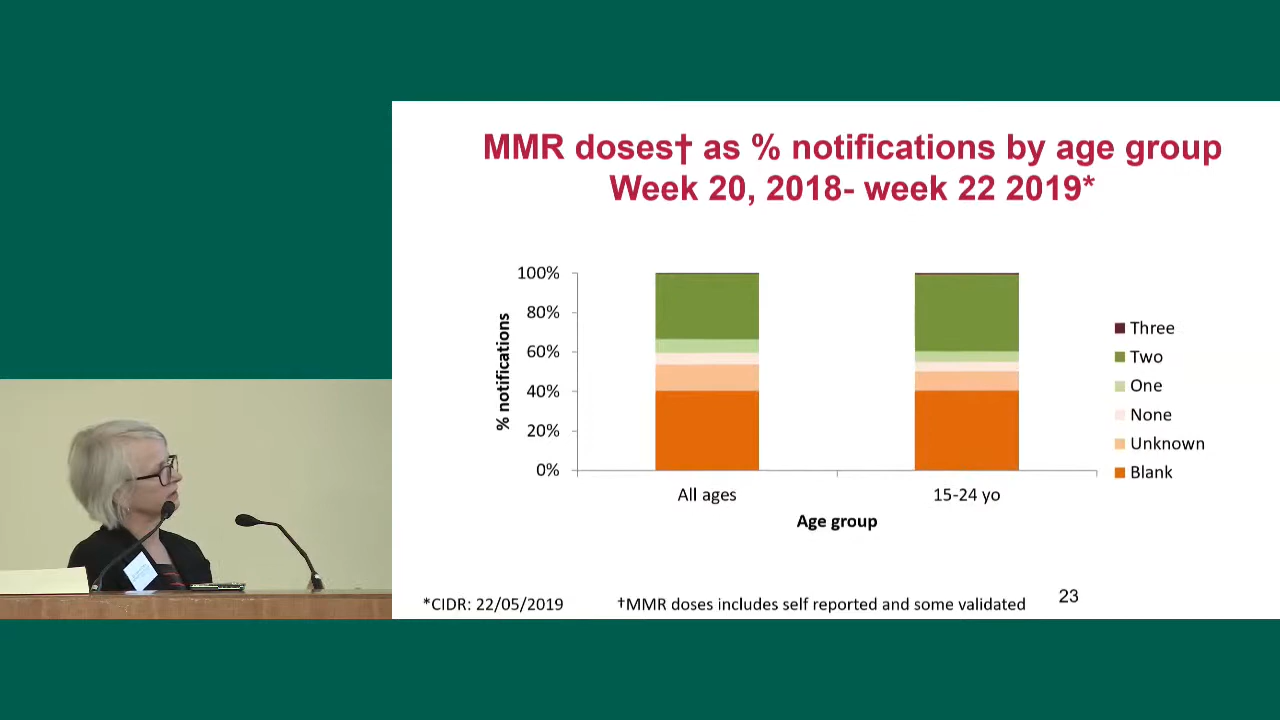 MMR doses† as % notifications by age group
Week 20, 2018- week 22 2019*
% notifications
100%
80%
60%
40%
20%
0%
All ages
15-24 yo
Age group
Three
Two
One
None
Unknown
Blank
*CIDR: 22/05/2019
†MMR doses includes self reported and some validated
23